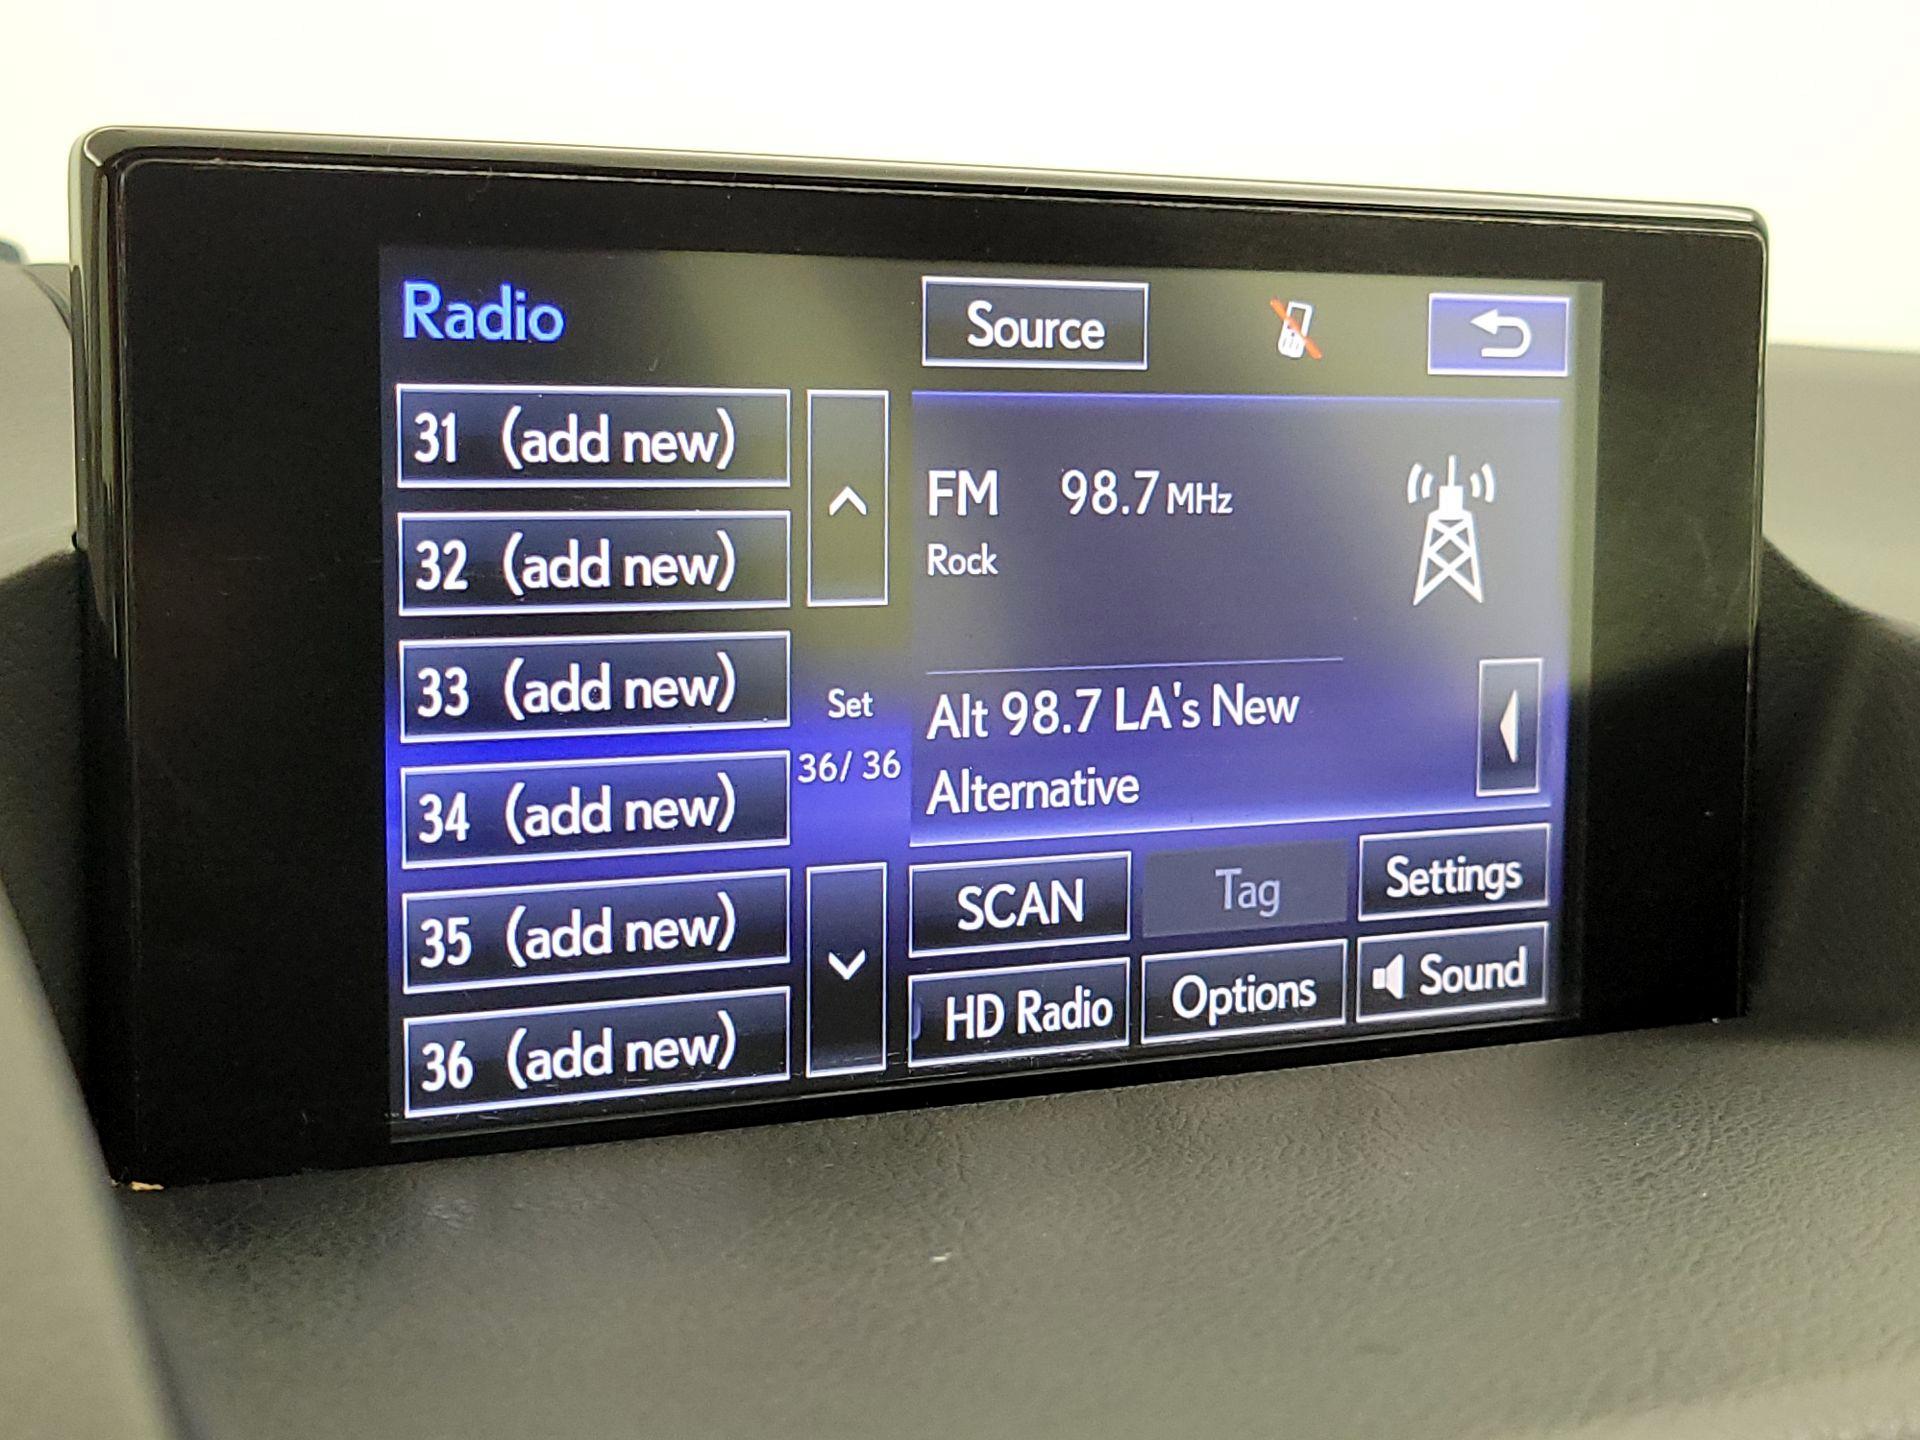 Radio
Source
31 (add new)
32 (add new)
33 (add new)
34 (add new)
35 (add new)
36 (add new)
Set
36/ 36
FM 98.7 MHz
Rock
Alt 98.7 LA's New
Alternative
SCAN
Tag
Settings
HD Radio
Options
Sound